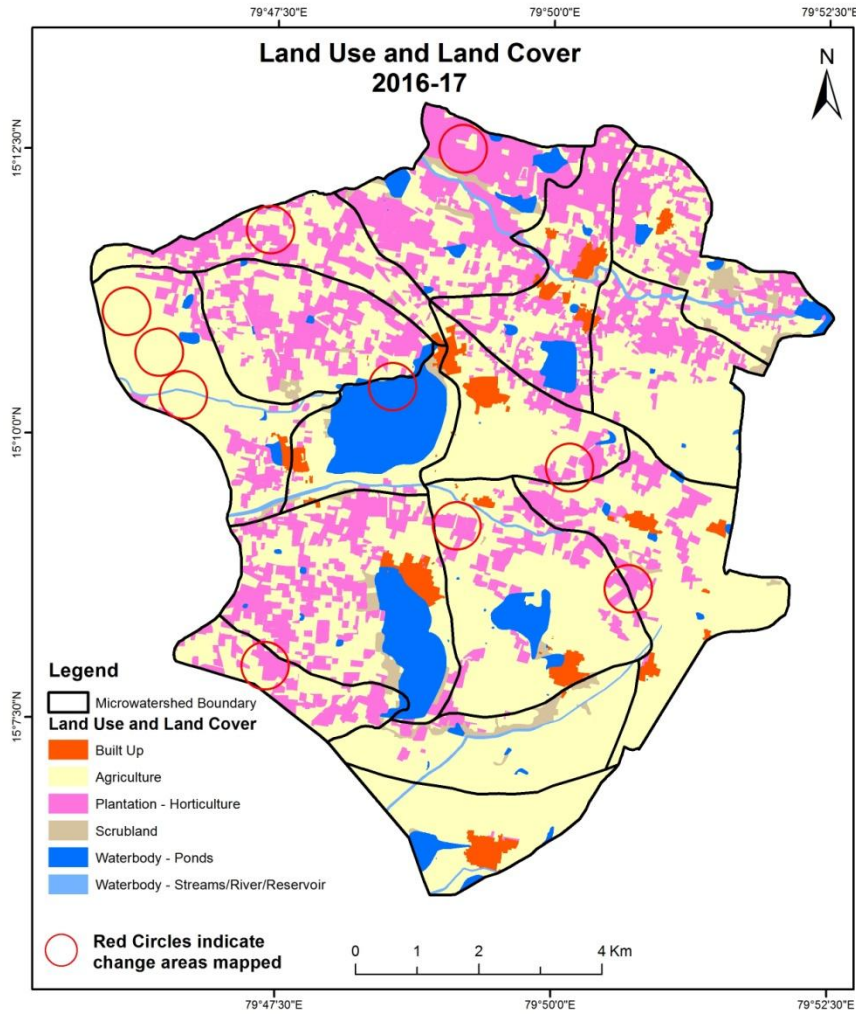 79°47'30"E 79°50'0"E 79°52'30"E
Land Use and Land Cover
2016-17
N
15°12'30"N
15°10'0"N
15°7'30"N
Legend
Microwatershed Boundary
Land Use and Land Cover
Built Up
Agriculture
Plantation - Horticulture
Scrubland
Waterbody - Ponds
Waterbody - Streams/River/Reservoir
Red Circles indicate
change areas mapped
0 1 2 4 Km
79°47'30"E 79°50'0"E 79°52'30"E